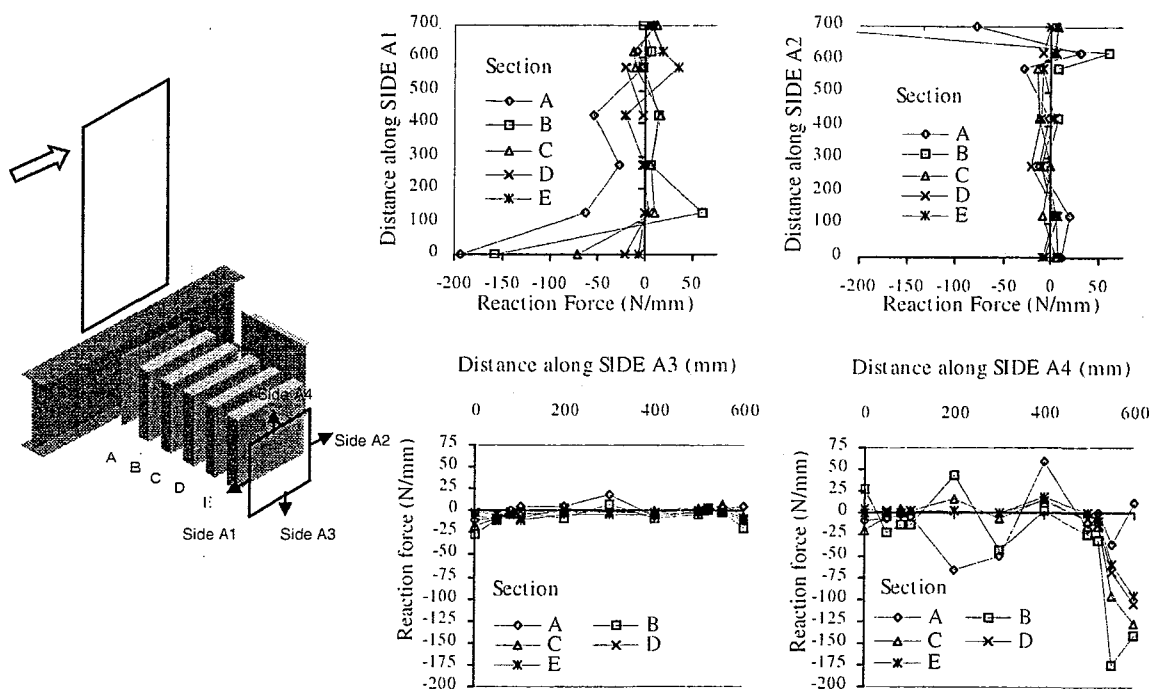 A
B
C
D
E
Side A4
Side A2
Side A1
Side A3
Distance along SIDE A1
700
600
500
400
300
200
100
0
Section
A
B
C
D
E
-200 -150 -100 -50 0 50
Reaction Force (N/mm)
Distance along SIDE A2
700
600
500
400
300
200
100
0
Section
A
B
C
D
E
-200 -150 -100 -50 0 50
Reaction Force (N/mm)
Distance along SIDE A3 (mm)
0 200 400 600
Reaction force (N/mm)
75
50
25
0
-25
-50
-75
-100
-125
-150
-175
-200
Section
A B
C D
E
Distance along SIDE A4 (mm)
0 200 400 600
Reaction force (N/mm)
75
50
25
0
-25
-50
-75
-100
-125
-150
-175
-200
Section
A B
C D
E